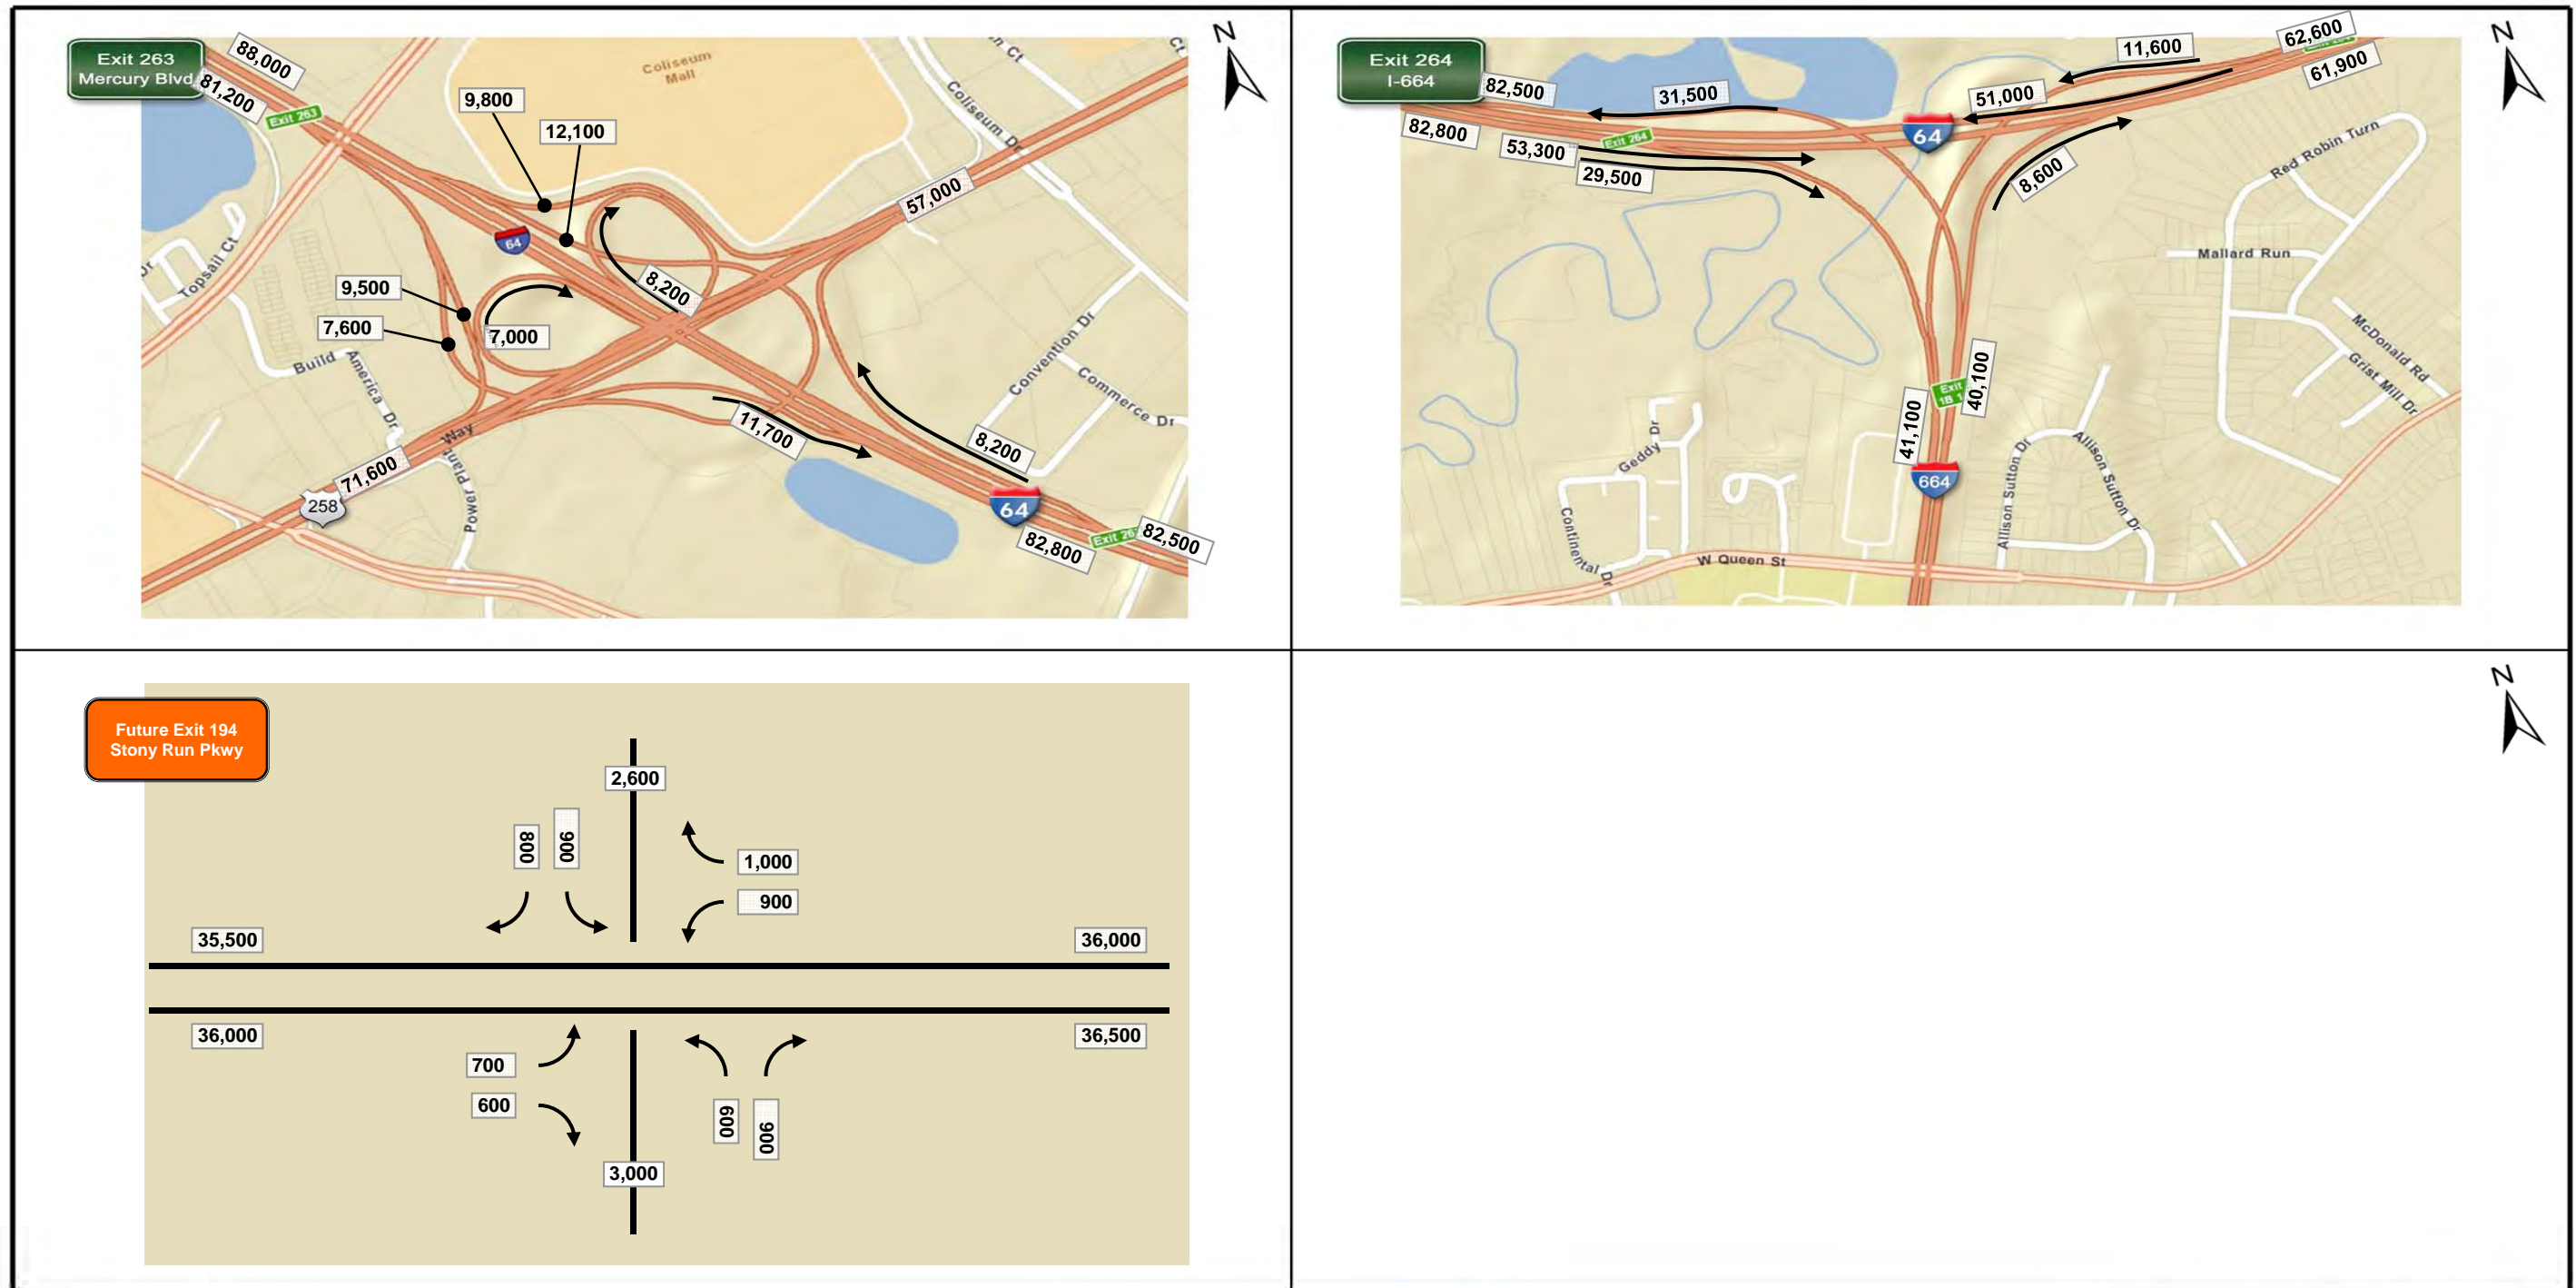 Exit 263
Mercury Blvd
88,000
81,200
Exit 263
Coliseum
Mall
9,800
12,100
Coliseum Dr
Ct
N
57,000
64
8,200
9,500
7,600
7,000
Topsail Ct
Dr
Build America Dr
Convention Dr
Commerce Dr
11,700
8,200
Way
Power Plant
71,600
258
64
82,800
82,500
Exit 264
I-664
82,500
82,800
31,500
Exit 264
53,300
29,500
11,600
62,600
61,900
51,000
64
8,600
N
Red Robin Turn
Mallard Run
McDonald Rd
Grist Mill Dr
40,100
41,100
Exit
1B
664
Geddy Dr
Continental Dr
Allison Sutton Dr
Allison Sutton Dr
W Queen St
Future Exit 194
Stony Run Pkwy
2,600
800
900
1,000
900
35,500
36,000
36,000
36,500
700
600
600
900
3,000
N